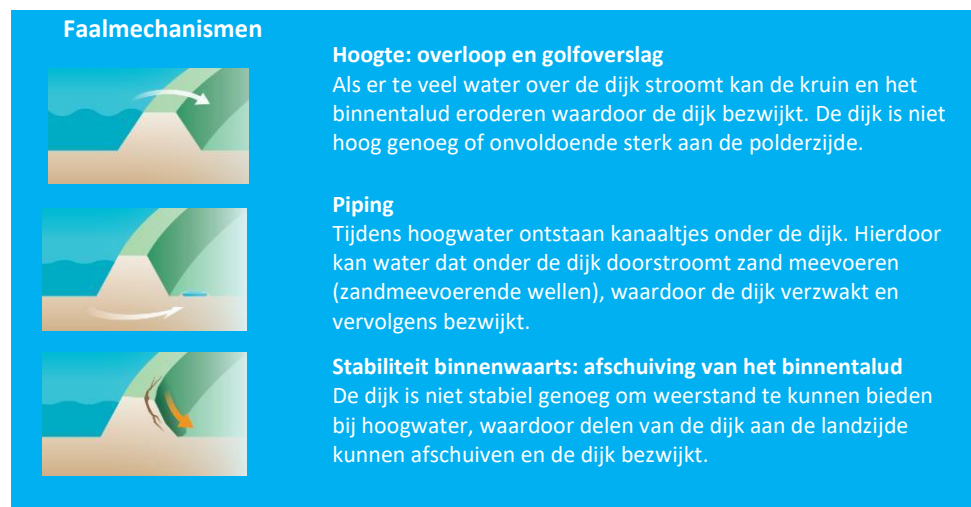 Faalmechanismen
Hoogte: overloop en golfoverslag
Als er te veel water over de dijk stroomt kan de kruin en het
binnentalud eroderen waardoor de dijk bezwijkt. De dijk is niet
hoog genoeg of onvoldoende sterk aan de polderzijde.
Piping
Tijdens hoogwater ontstaan kanaaltjes onder de dijk. Hierdoor
kan water dat onder de dijk doorstroomt zand meevoeren
(zandmeevoerende wellen), waardoor de dijk verzwakt en
vervolgens bezwijkt.
Stabiliteit binnenwaarts: afschuiving van het binnentalud
De dijk is niet stabiel genoeg om weerstand te kunnen bieden
bij hoogwater, waardoor delen van de dijk aan de landzijde
kunnen afschuiven en de dijk bezwijkt.